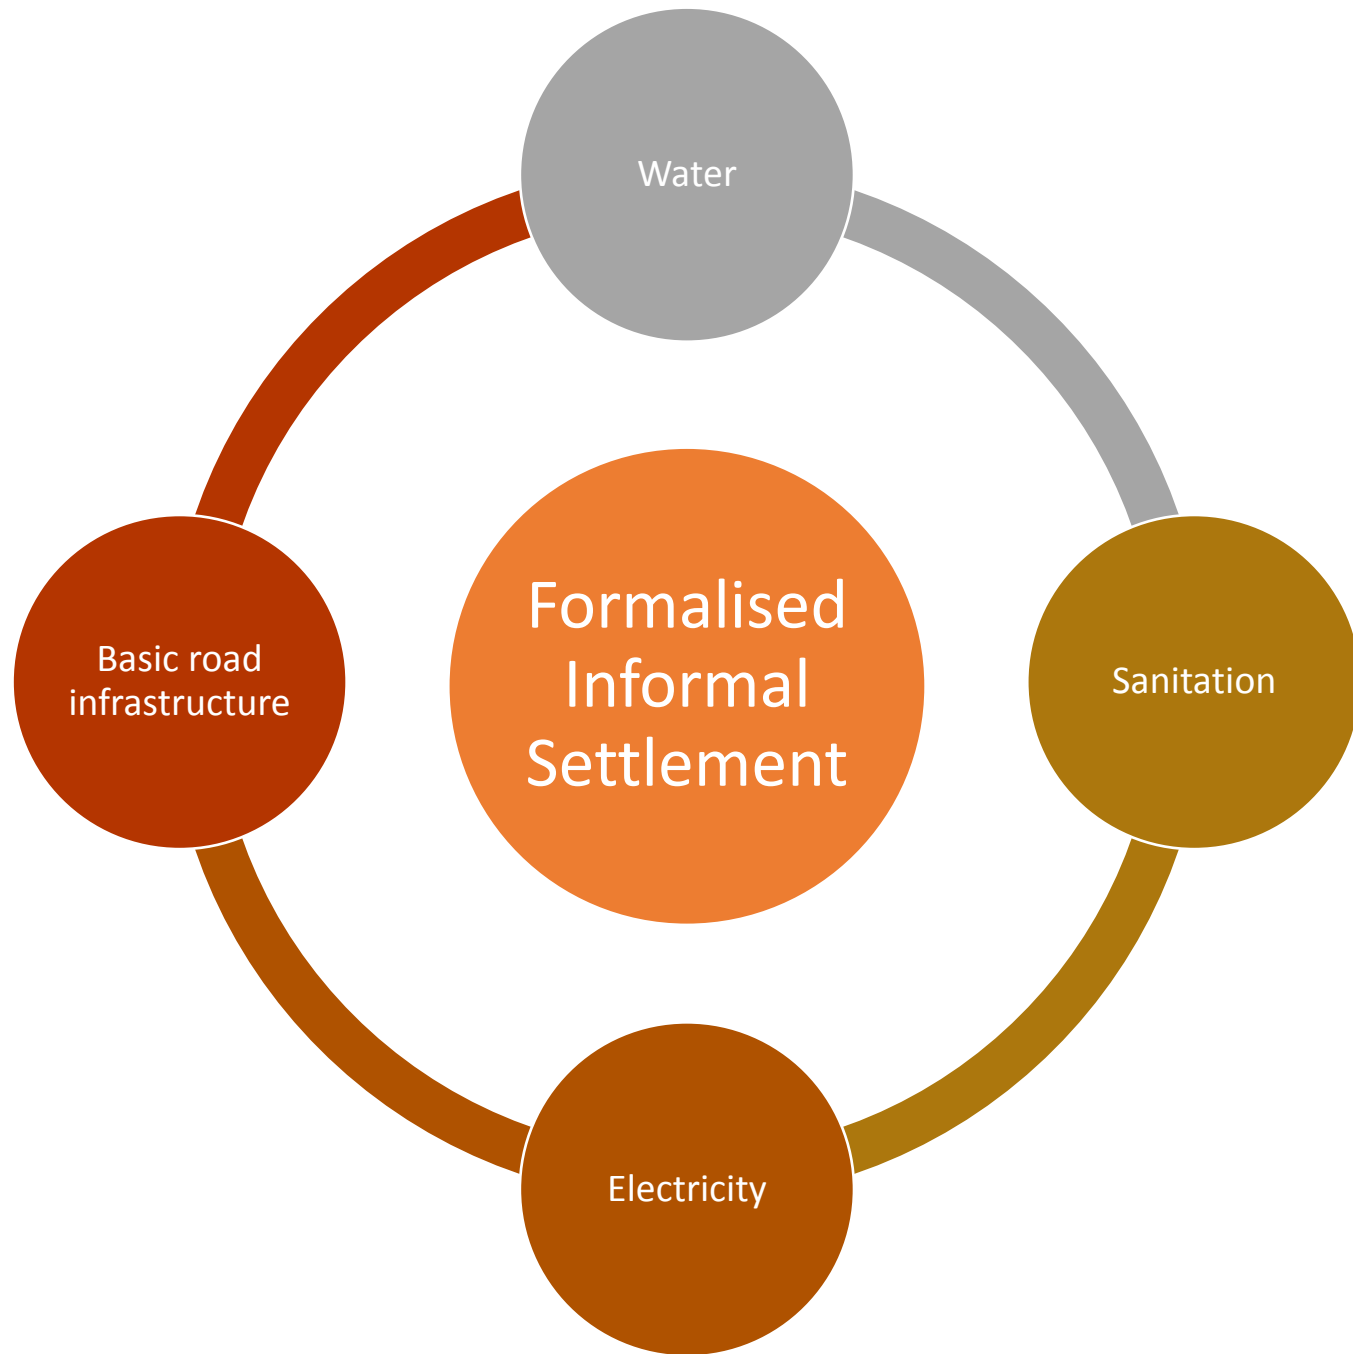 Water
Formalised
Informal
Settlement
Basic road
infrastructure
Sanitation
Electricity